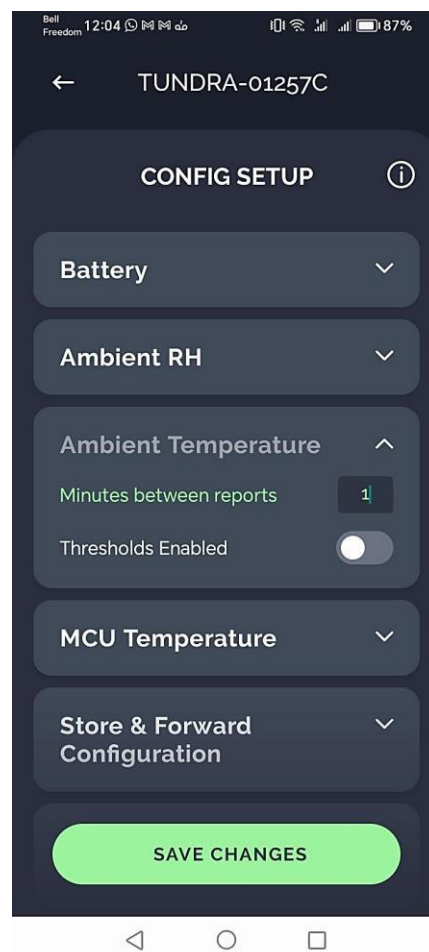 Bell
Freedom 12:04 87%
TUNDRA-01257C
CONFIG SETUP
Battery
Ambient RH
Ambient Temperature
Minutes between reports 1
Thresholds Enabled
MCU Temperature
Store & Forward
Configuration
SAVE CHANGES